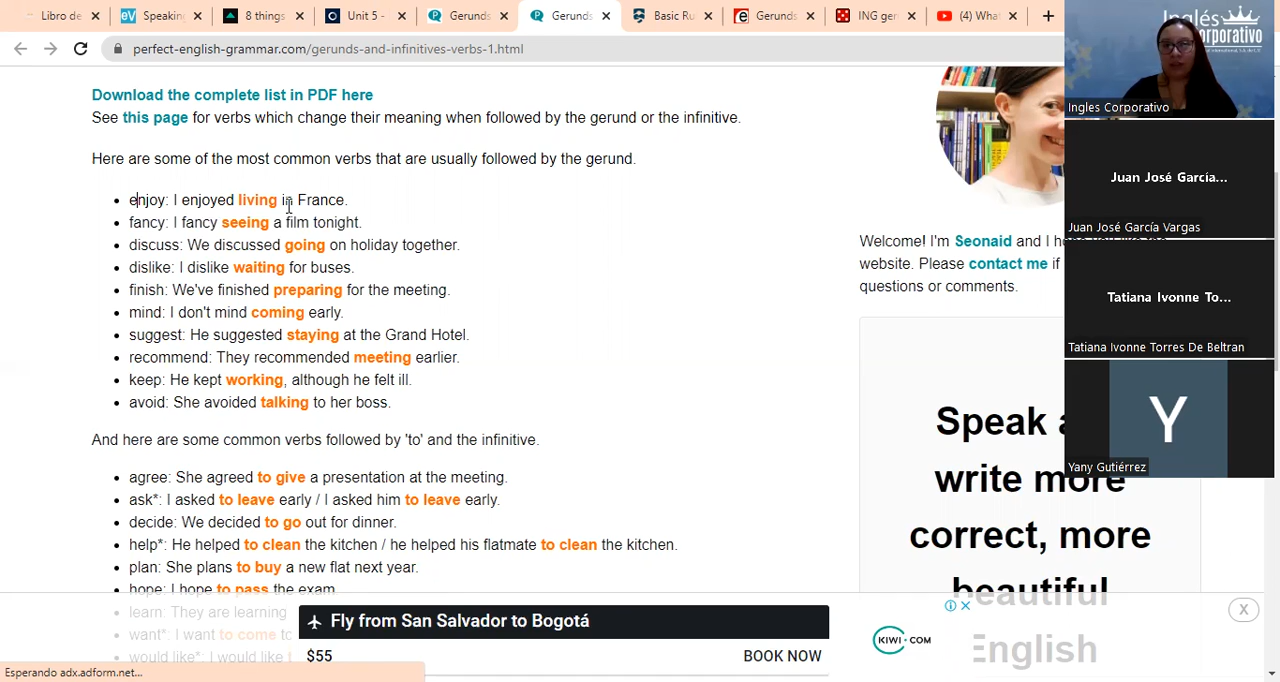 Libro de
Speaking
8 things
Unit 5 -
Gerunds
Gerunds
Basic Ru
Gerunds
ING ger
(4) What
perfect-english-grammar.com/gerunds-and-infinitives-verbs-1.html
Download the complete list in PDF here
See this page for verbs which change their meaning when followed by the gerund or the infinitive.
Here are some of the most common verbs that are usually followed by the gerund.
enjoy: I enjoyed living in France.
fancy: I fancy seeing a film tonight.
discuss: We discussed going on holiday together.
dislike: I dislike waiting for buses.
finish: We've finished preparing for the meeting.
mind: I don't mind coming early.
suggest: He suggested staying at the Grand Hotel.
recommend: They recommended meeting earlier.
keep: He kept working, although he felt ill.
avoid: She avoided talking to her boss.
And here are some common verbs followed by 'to' and the infinitive.
agree: She agreed to give a presentation at the meeting.
ask*: I asked to leave early / I asked him to leave early.
decide: We decided to go out for dinner.
help*: He helped to clean the kitchen / he helped his flatmate to clean the kitchen.
plan: She plans to buy a new flat next year.
hope: I hope to pass the exam.
learn: They are learning
want*: I want to come to
would like*: I would like t
Welcome! I'm Seonaid and I
website. Please contact me if
questions or comments.
Speak
write more
correct, more
beautiful
English
Fly from San Salvador to Bogotá
$55
BOOK NOW
KIWI.COM
X
Esperando adx.adform.net...
Inglés
Corporativo
Ingles Corporativo
Juan José García...
Juan José García Vargas
Tatiana Ivonne To...
Tatiana Ivonne Torres De Beltran
Y
Yany Gutiérrez